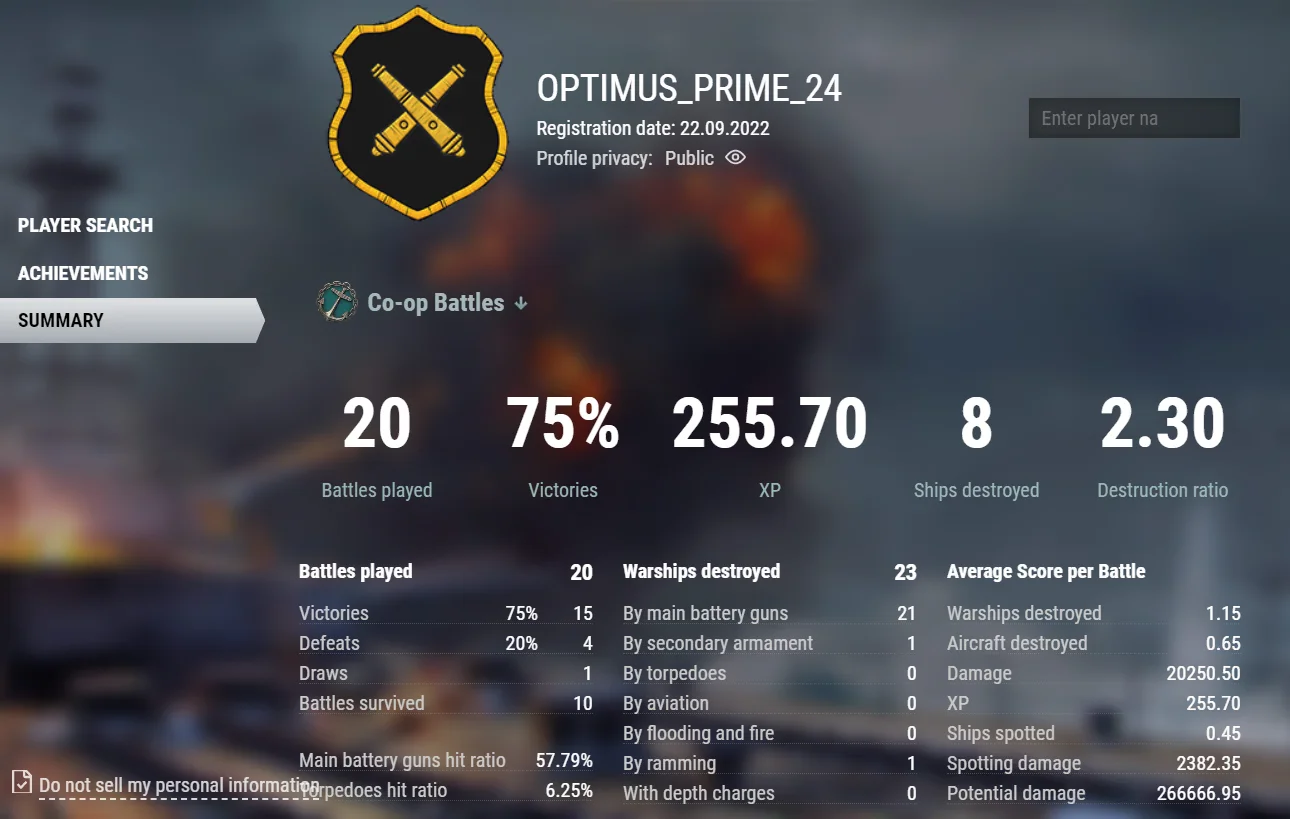 OPTIMUS_PRIME_24
Registration date: 22.09.2022
Profile privacy: Public
Enter player na
PLAYER SEARCH
ACHIEVEMENTS
SUMMARY
Co-op Battles
20 75% 255.70 8 2.30
Battles played Victories XP Ships destroyed Destruction ratio
Battles played 20
Victories 75% 15
Defeats 20% 4
Draws 1
Battles survived 10
Main battery guns hit ratio 57.79%
Torpedoes hit ratio 6.25%
Warships destroyed 23
By main battery guns 21
By secondary armament 1
By torpedoes 0
By aviation 0
By flooding and fire 0
By ramming 1
With depth charges 0
Average Score per Battle
Warships destroyed 1.15
Aircraft destroyed 0.65
Damage 20250.50
XP 255.70
Ships spotted 0.45
Spotting damage 2382.35
Potential damage 266666.95
Do not sell my personal information